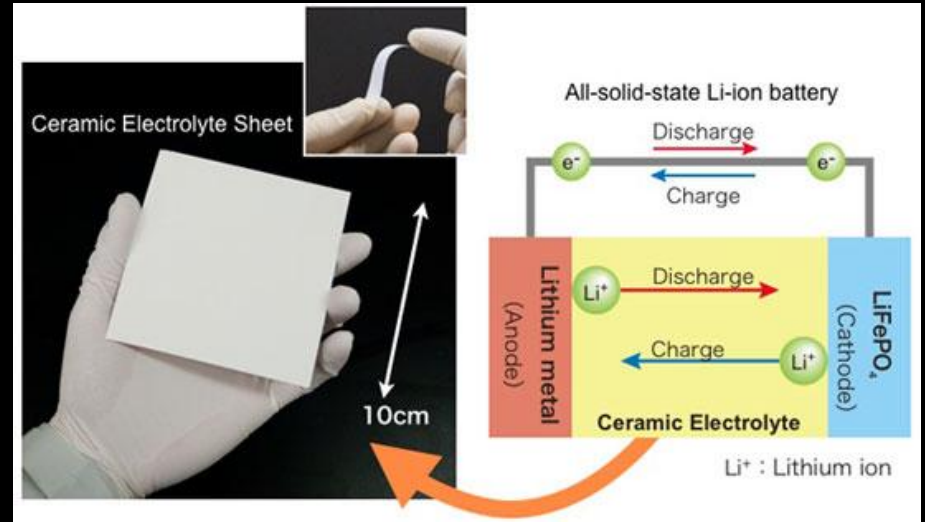 Ceramic Electrolyte Sheet
10cm
All-solid-state Li-ion battery
Discharge
e⁻
e⁻
Charge
Lithium metal
(Anode)
Li⁺
Discharge
Charge
Li⁺
LiFePO₄
(Cathode)
Ceramic Electrolyte
Li⁺ : Lithium ion